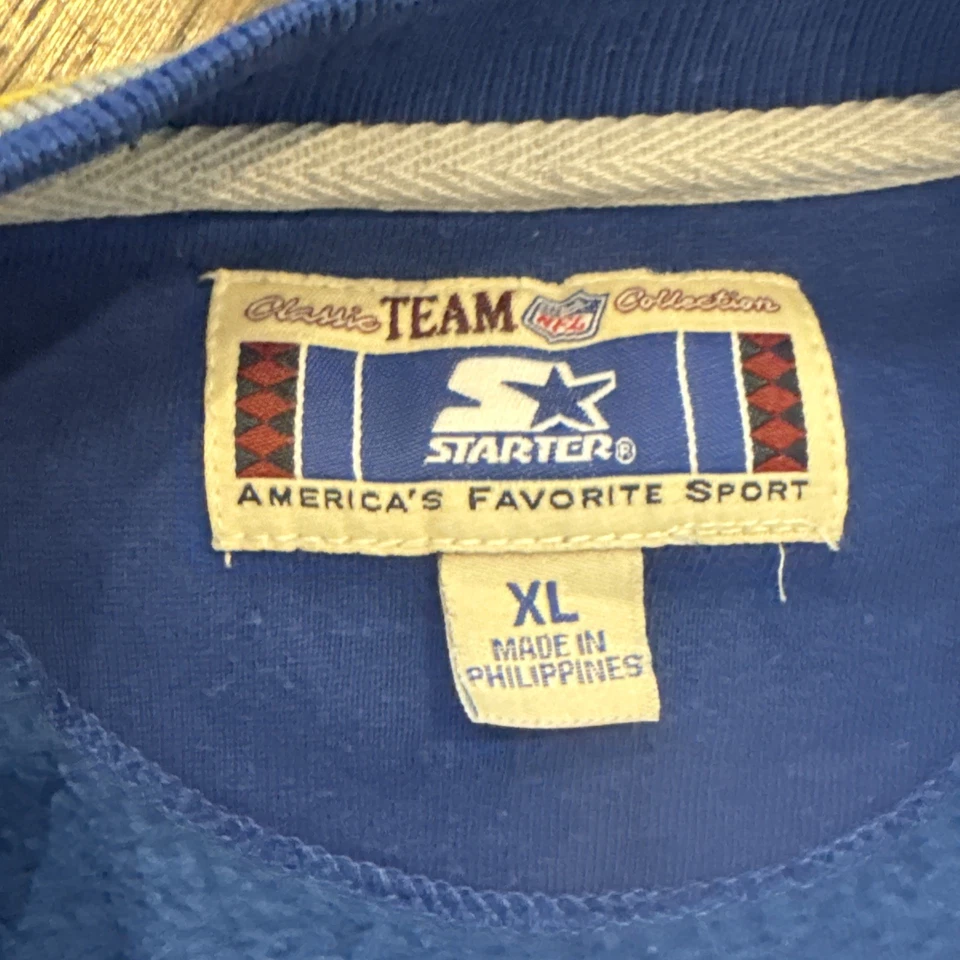 Classic TEAM NFL Collection
STARTER®
AMERICA'S FAVORITE SPORT
XL
MADE IN
PHILIPPINES